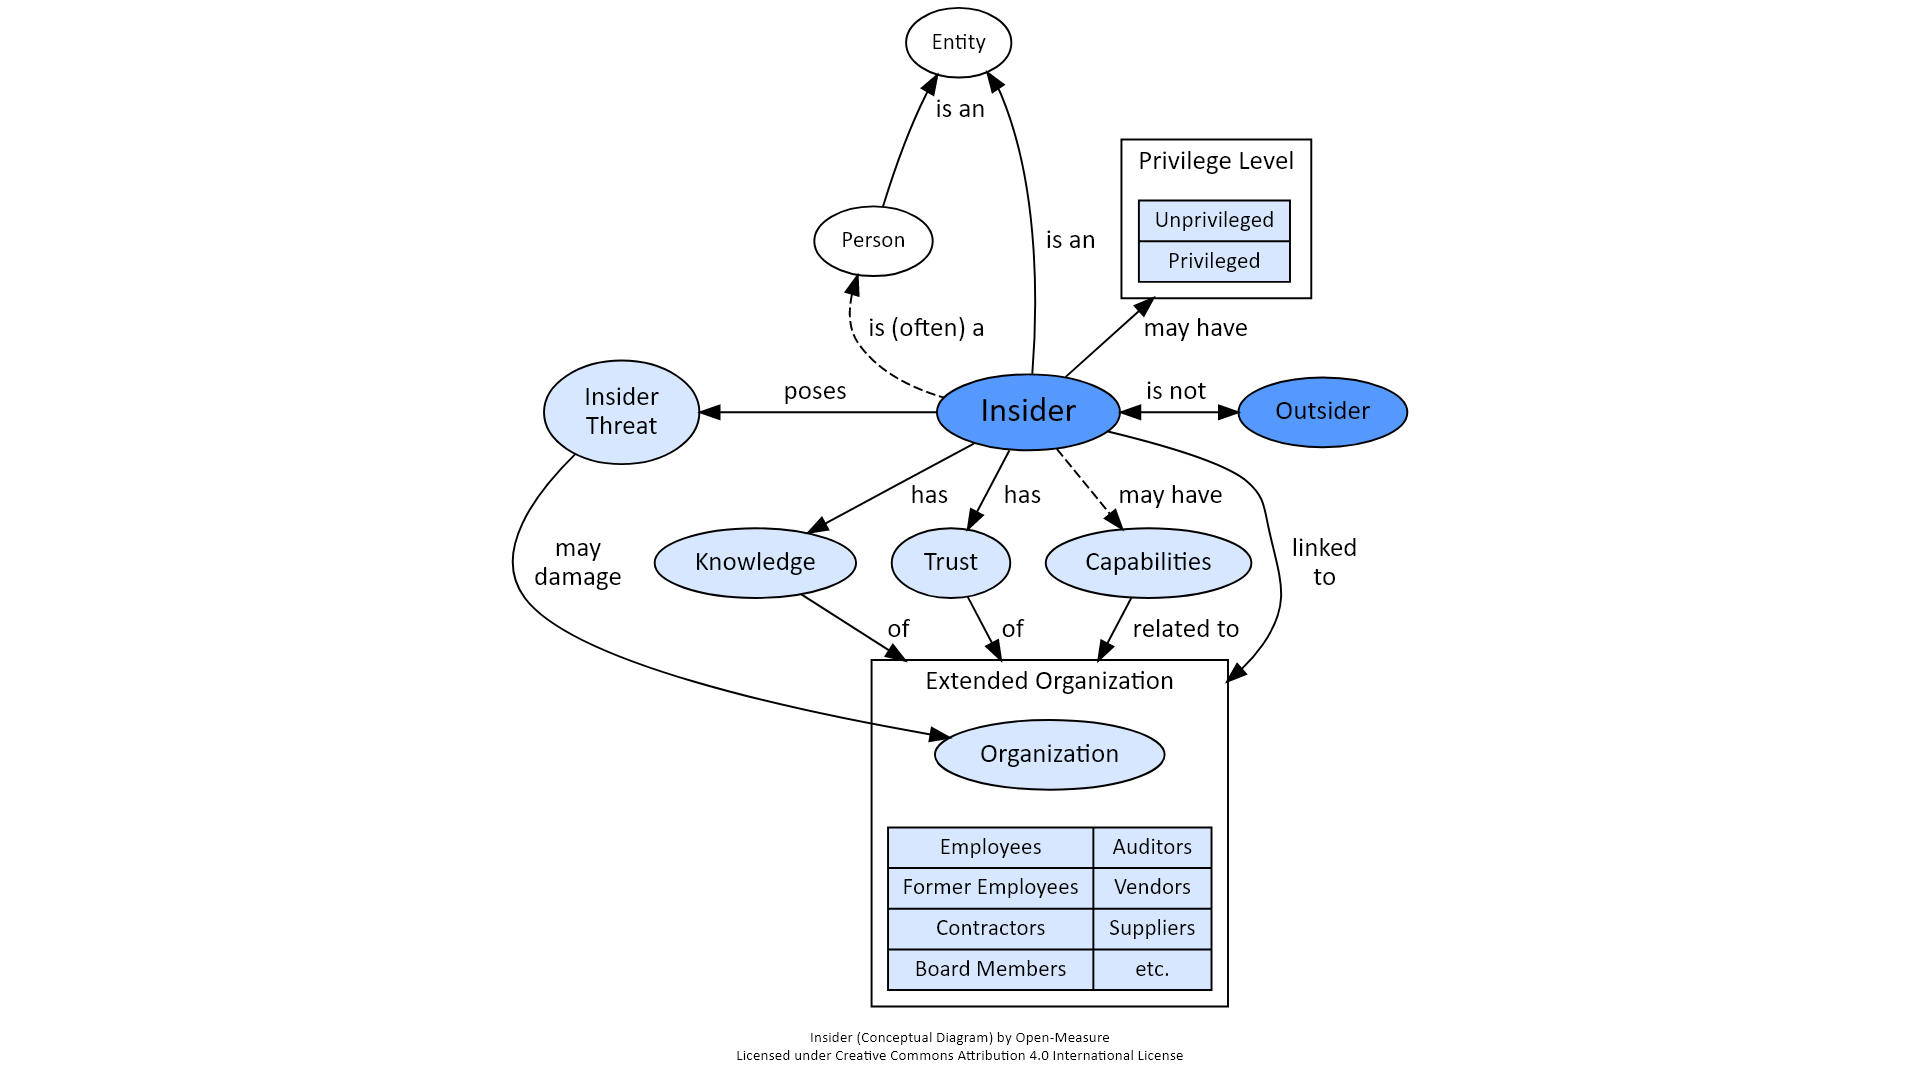 Entity
is an
Privilege Level
Unprivileged
Person
is an
Privileged
is (often) a
may have
Insider
Threat
poses
Insider
is not
Outsider
has
has
may have
may
damage
Knowledge
Trust
Capabilities
linked
to
of
of
related to
Extended Organization
Organization
Employees
Auditors
Former Employees
Vendors
Contractors
Suppliers
Board Members
etc.
Insider (Conceptual Diagram) by Open-Measure
Licensed under Creative Commons Attribution 4.0 International License